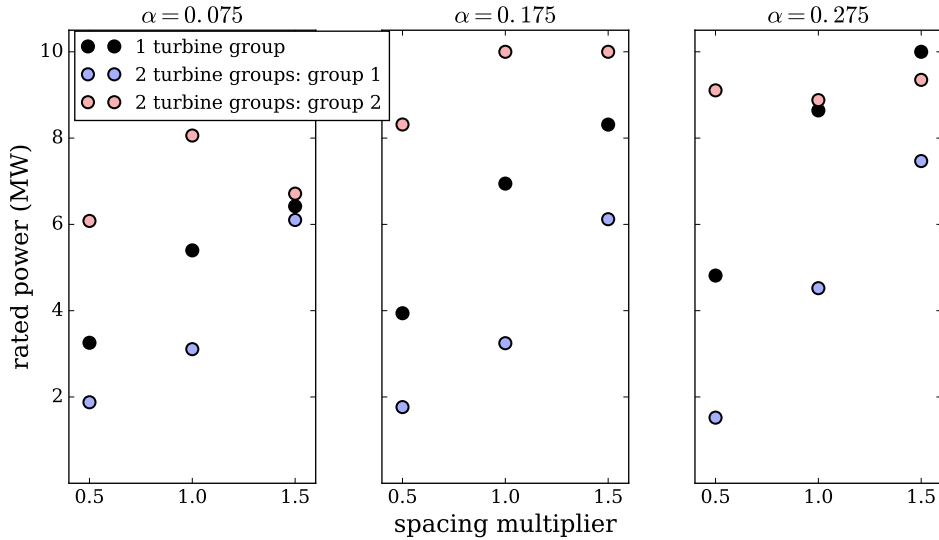 α = 0.075
α = 0.175
α = 0.275
1 turbine group
2 turbine groups: group 1
2 turbine groups: group 2
rated power (MW)
10
8
6
4
2
0.5 1.0 1.5
0.5 1.0 1.5
0.5 1.0 1.5
spacing multiplier